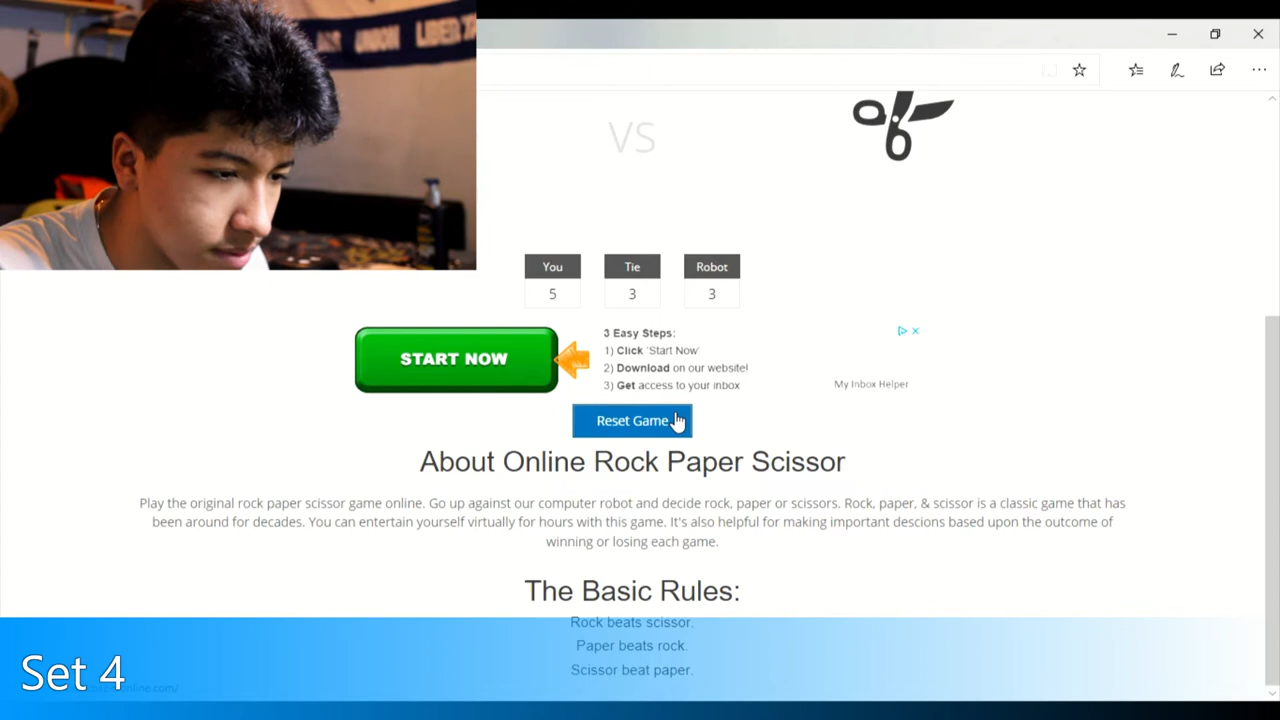 UNION LIBER
VS
You Tie Robot
5 3 3
START NOW
3 Easy Steps:
1) Click 'Start Now'
2) Download on our website!
3) Get access to your inbox
My Inbox Helper
Reset Game
About Online Rock Paper Scissor
Play the original rock paper scissor game online. Go up against our computer robot and decide rock, paper or scissors. Rock, paper, & scissor is a classic game that has
been around for decades. You can entertain yourself virtually for hours with this game. It's also helpful for making important descions based upon the outcome of
winning or losing each game.
The Basic Rules:
Rock beats scissor.
Paper beats rock.
Scissor beat paper.
Set 4